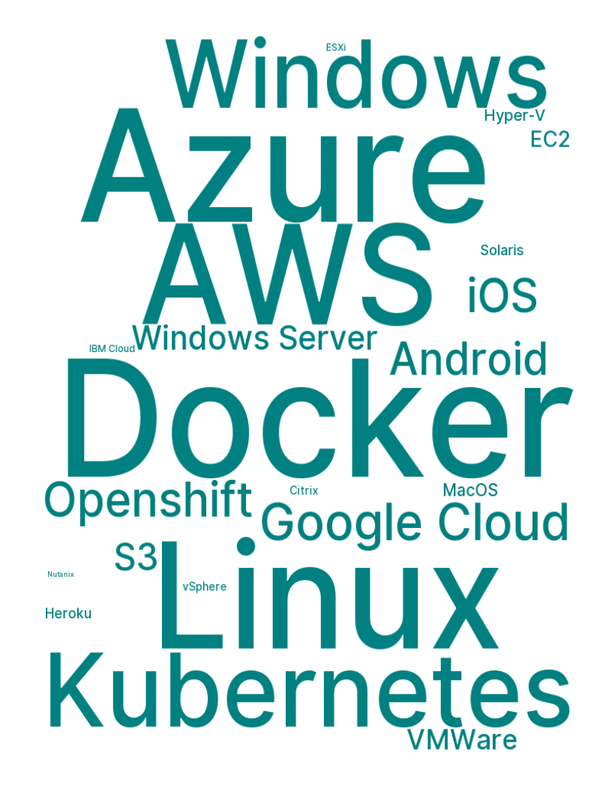 ESXi
Windows
Hyper-V
EC2
Azure
AWS
Solaris
iOS
Windows Server
IBM Cloud
Android
Docker
Openshift
Citrix
MacOS
Google Cloud
S3
Linux
Nutanix
vSphere
Heroku
Kubernetes
VMWare